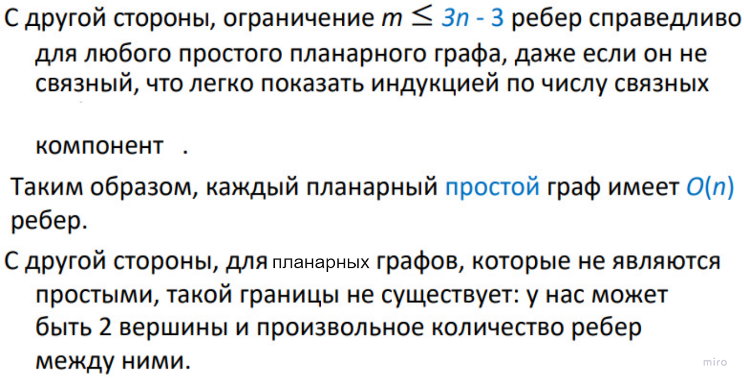 С другой стороны, ограничение m ≤ 3n - 3 ребер справедливо
для любого простого планарного графа, даже если он не
связный, что легко показать индукцией по числу связных
компонент .
Таким образом, каждый планарный простой граф имеет O(n)
ребер.
С другой стороны, для планарных графов, которые не являются
простыми, такой границы не существует: у нас может
быть 2 вершины и произвольное количество ребер
между ними.
miro